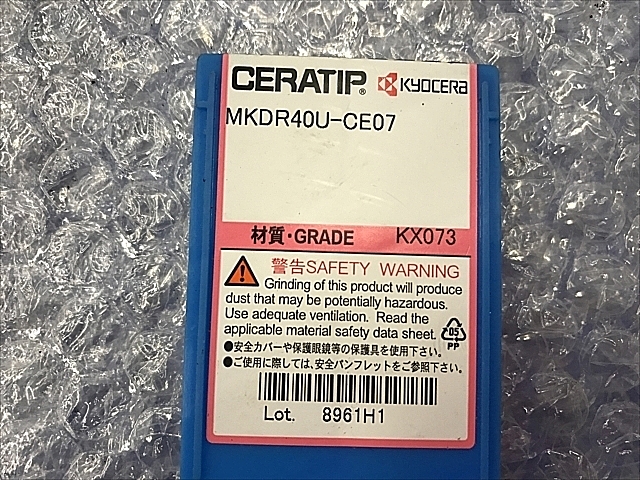 CERATIP® KYOCERA
MKDR40U-CE07
材質・GRADE KX073
警告SAFETY WARNING
Grinding of this product will produce
dust that may be potentially hazardous.
Use adequate ventilation. Read the
applicable material safety data sheet.
05
PP
●安全カバーや保護眼鏡等の保護具を使用下さい。
●ご使用に際しては、安全パンフレットをご参照下さい。
Lot. 8961H1